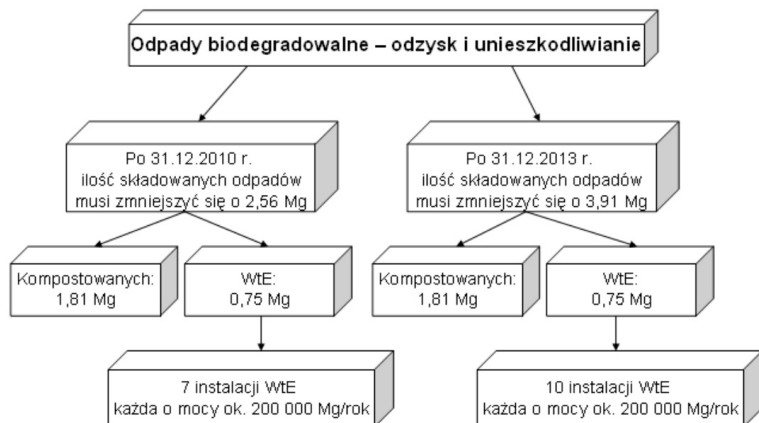 Odpady biodegradowalne – odzysk i unieszkodliwianie
Po 31.12.2010 r.
ilość składowanych odpadów
musi zmniejszyć się o 2,56 Mg
Po 31.12.2013 r.
ilość składowanych odpadów
musi zmniejszyć się o 3,91 Mg
Kompostowanych:
1,81 Mg
WtE:
0,75 Mg
Kompostowanych:
1,81 Mg
WtE:
0,75 Mg
7 instalacji WtE
każda o mocy ok. 200 000 Mg/rok
10 instalacji WtE
każda o mocy ok. 200 000 Mg/rok